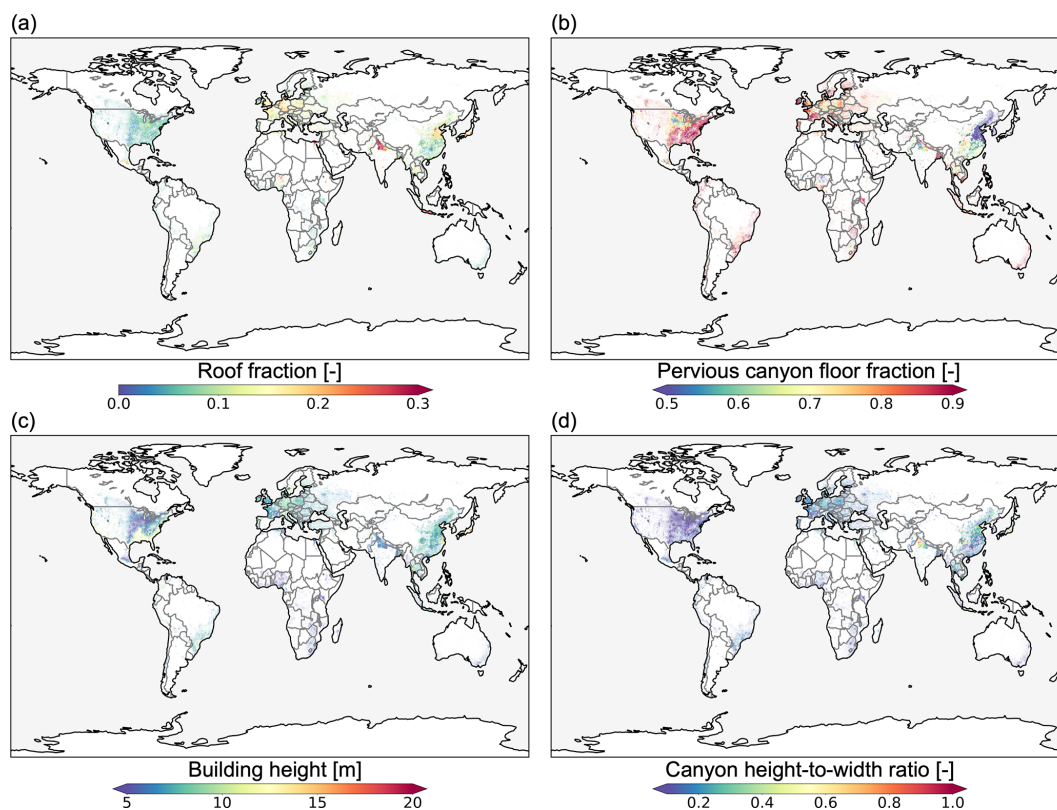 (a)
(b)
Roof fraction [-]
0.0 0.1 0.2 0.3
Pervious canyon floor fraction [-]
0.5 0.6 0.7 0.8 0.9
(c)
(d)
Building height [m]
5 10 15 20
Canyon height-to-width ratio [-]
0.2 0.4 0.6 0.8 1.0